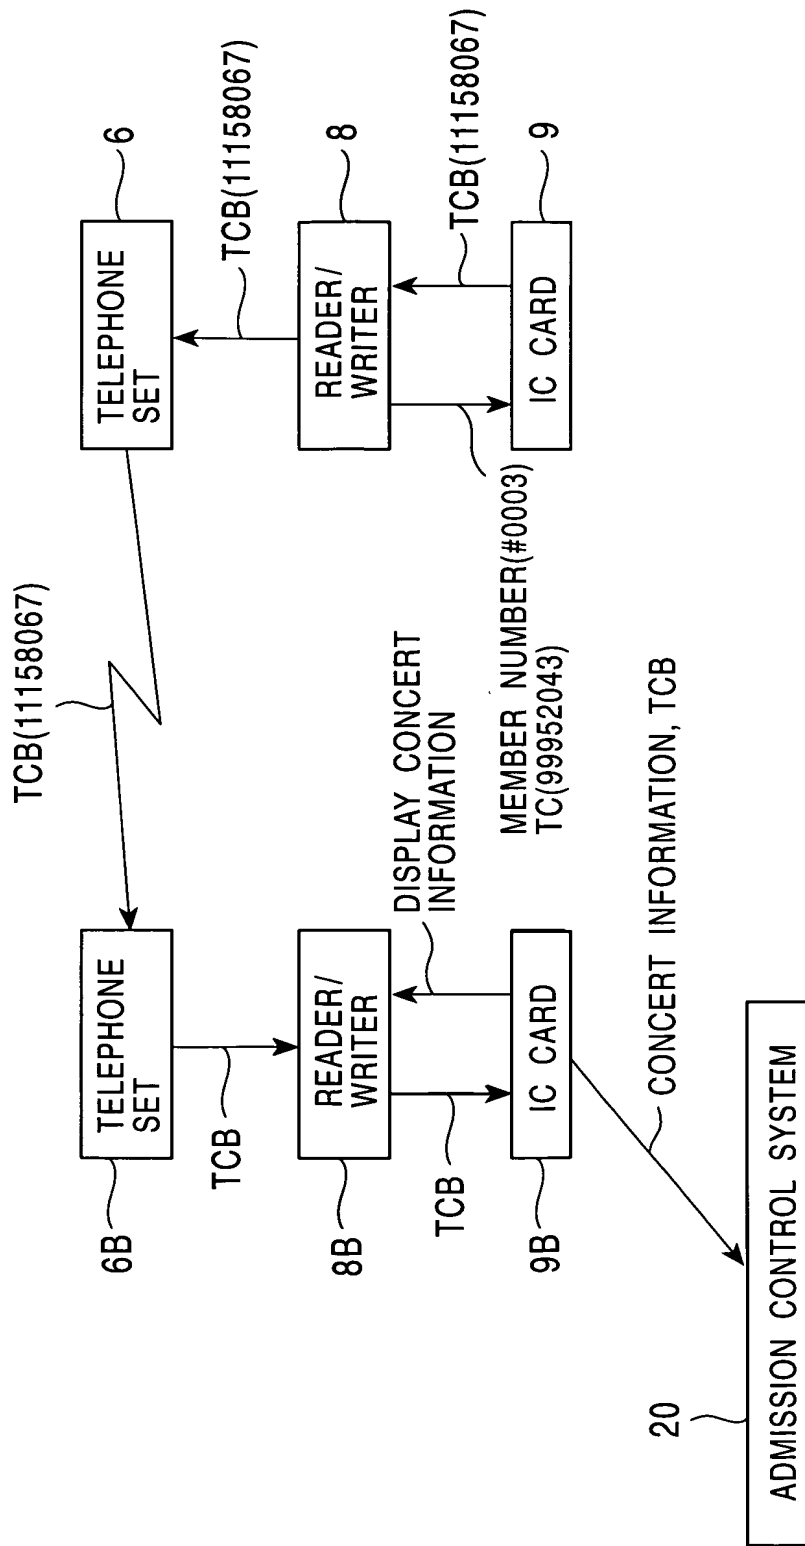 TCB(11158067)
TELEPHONE
SET
6B
TELEPHONE
SET
6
TCB
TCB(11158067)
READER/
WRITER
8B
READER/
WRITER
8
TCB
DISPLAY CONCERT
INFORMATION
MEMBER NUMBER(#0003)
TC(99952043)
TCB(11158067)
IC CARD
9B
IC CARD
9
CONCERT INFORMATION, TCB
20
ADMISSION CONTROL SYSTEM